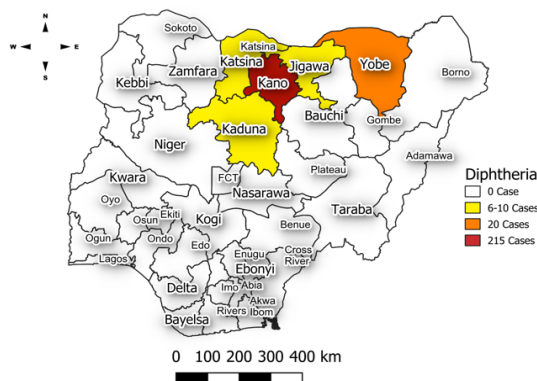 N
W E
S
Sokoto
Katsina
Katsina
Jigawa
Yobe
Zamfara
Kano
Borno
Kebbi
Bauchi
Gombe
Kaduna
Niger
Adamawa
Plateau
FCT
Kwara
Nasarawa
Oyo
Taraba
Ekiti
Osun
Kogi
Benue
Ogun
Ondo
Edo
Cross
River
Enugu
Lagos
Ebonyi
Delta
Imo
Abia
Akwa
Ibom
Rivers
Bayelsa
Diphtheria
0 Case
6-10 Cases
20 Cases
215 Cases
0 100 200 300 400 km